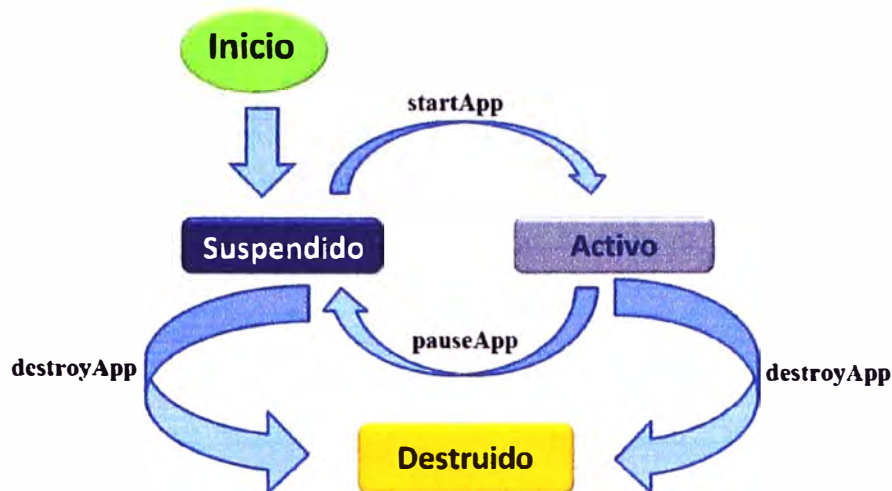 Inicio
startApp
Suspendido
Activo
pauseApp
destroyApp
destroyApp
Destruido